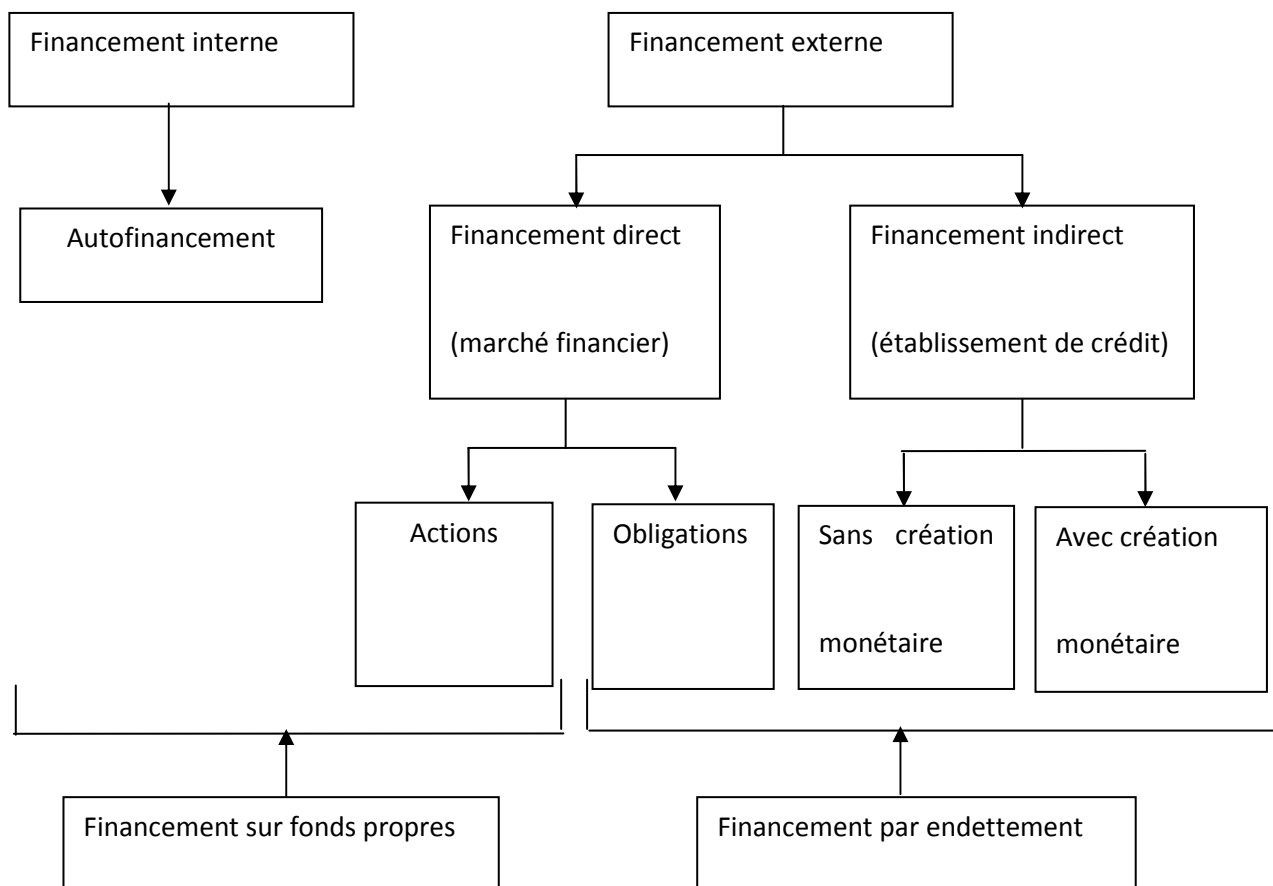 Financement interne
Financement externe
Autofinancement
Financement direct
(marché financier)
Financement indirect
(établissement de crédit)
Actions
Obligations
Sans création
monétaire
Avec création
monétaire
Financement sur fonds propres
Financement par endettement